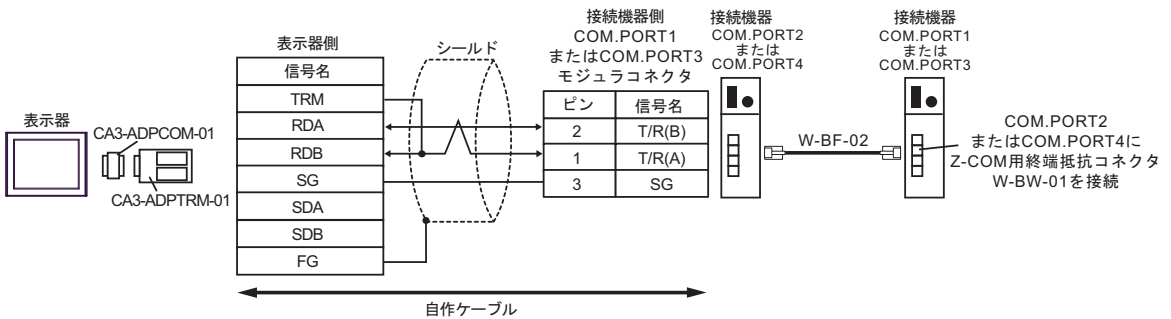 表示器
CA3-ADPCOM-01
CA3-ADPTRM-01
表示器側
信号名
TRM
RDA
RDB
SG
SDA
SDB
FG
シールド
接続機器側
COM.PORT1
またはCOM.PORT3
モジュラコネクタ
ピン 信号名
2 T/R(B)
1 T/R(A)
3 SG
自作ケーブル
接続機器
COM.PORT2
または
COM.PORT4
W-BF-02
接続機器
COM.PORT1
または
COM.PORT3
COM.PORT2
またはCOM.PORT4に
Z-COM用終端抵抗コネクタ
W-BW-01を接続